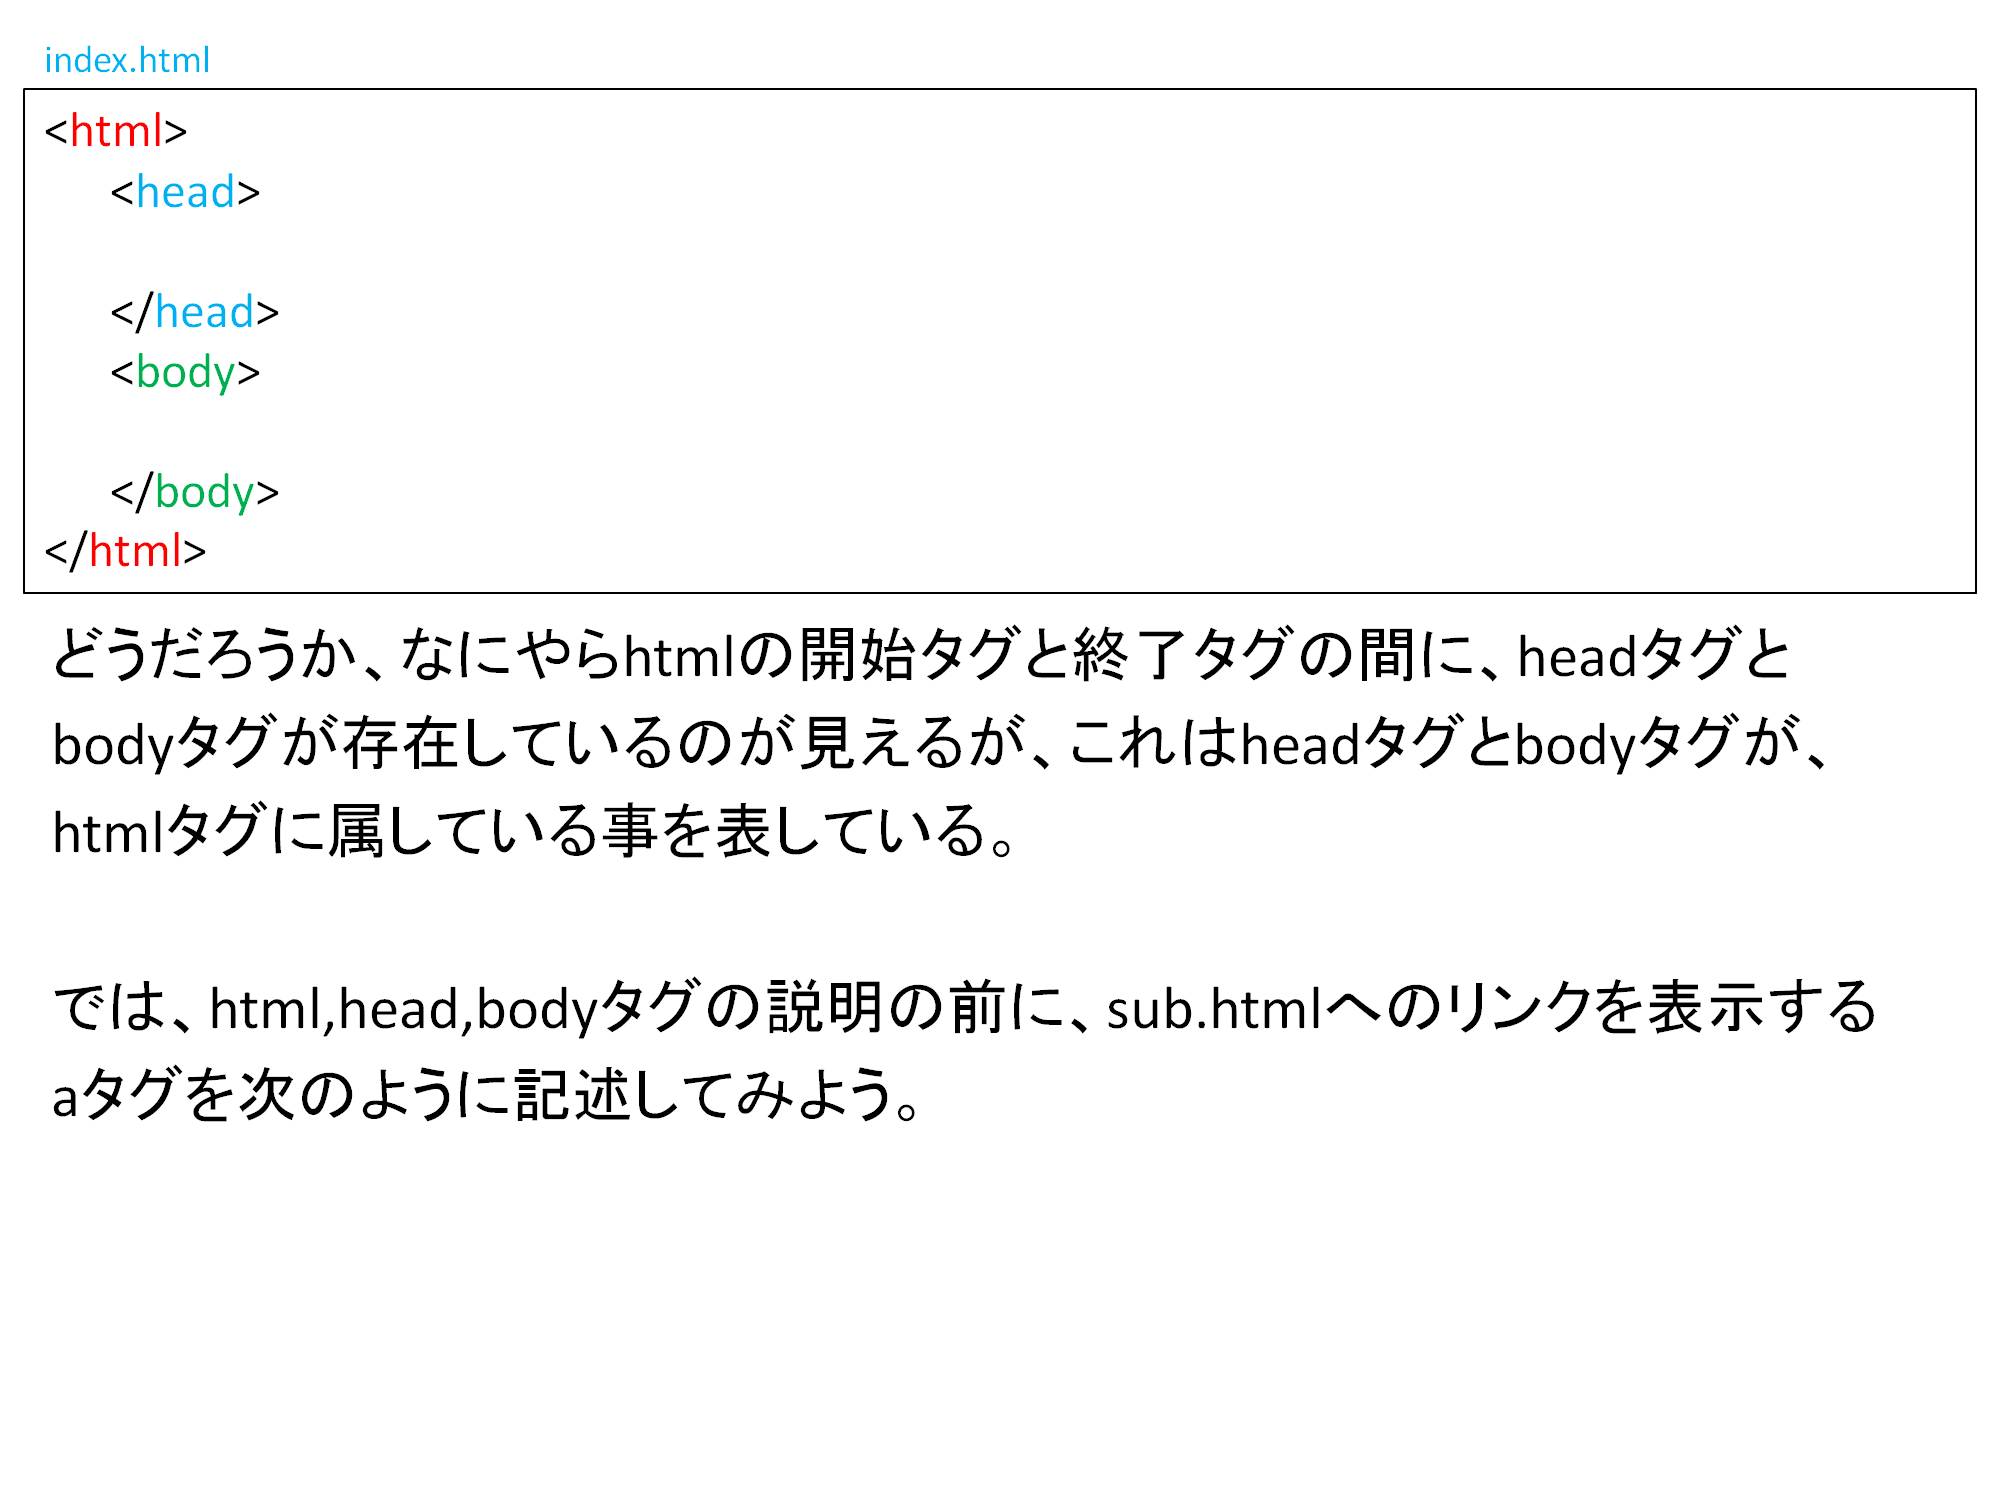 index.html
<html>
<head>
</head>
<body>
</body>
</html>
どうだろうか、なにやらhtmlの開始タグと終了タグの間に、headタグと
bodyタグが存在しているのが見えるが、これはheadタグとbodyタグが、
htmlタグに属している事を表している。
では、html,head,bodyタグの説明の前に、sub.htmlへのリンクを表示する
aタグを次のように記述してみよう。